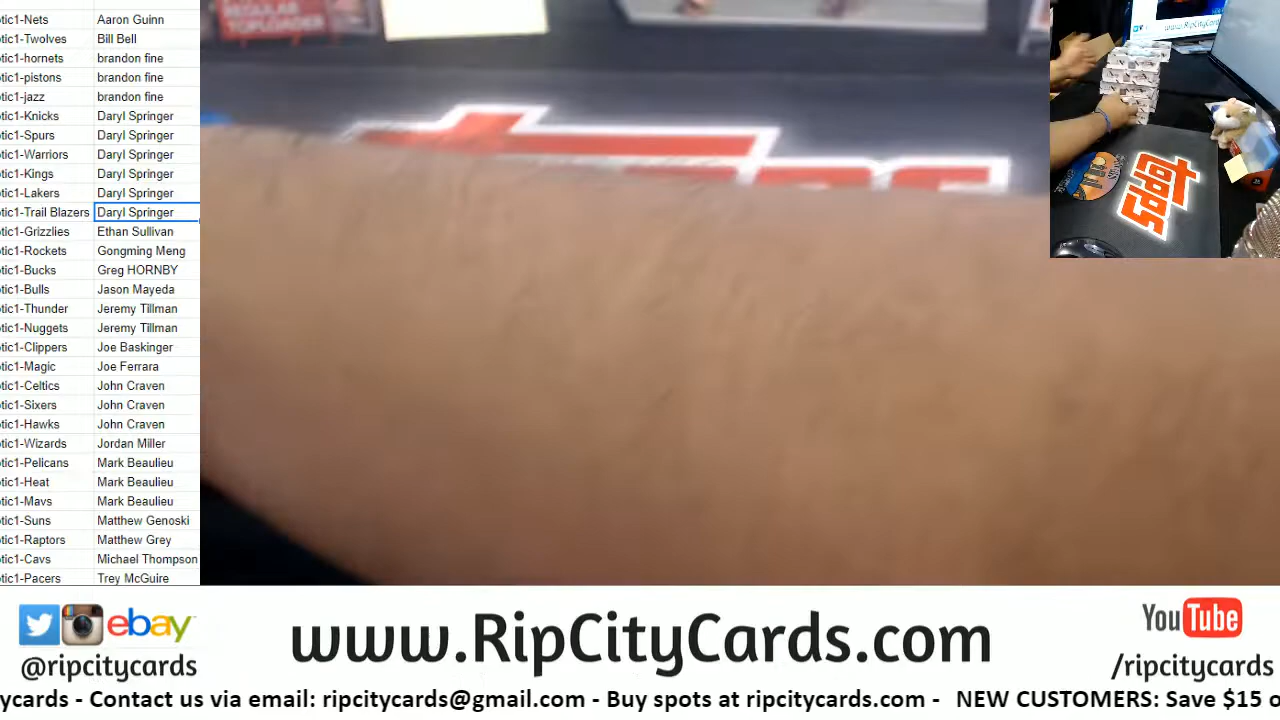 tic1-Nets Aaron Guinn
tic1-Twolves Bill Bell
tic1-hornets brandon fine
tic1-pistons brandon fine
tic1-jazz brandon fine
tic1-Knicks Daryl Springer
tic1-Spurs Daryl Springer
tic1-Warriors Daryl Springer
tic1-Kings Daryl Springer
tic1-Lakers Daryl Springer
tic1-Trail Blazers Daryl Springer
tic1-Grizzlies Ethan Sullivan
tic1-Rockets Gongming Meng
tic1-Bucks Greg HORNBY
tic1-Bulls Jason Mayeda
tic1-Thunder Jeremy Tillman
tic1-Nuggets Jeremy Tillman
tic1-Clippers Joe Baskinger
tic1-Magic Joe Ferrara
tic1-Celtics John Craven
tic1-Sixers John Craven
tic1-Hawks John Craven
tic1-Wizards Jordan Miller
tic1-Pelicans Mark Beaulieu
tic1-Heat Mark Beaulieu
tic1-Mavs Mark Beaulieu
tic1-Suns Matthew Genoski
tic1-Raptors Matthew Grey
tic1-Cavs Michael Thompson
tic1-Pacers Trey McGuire
REGULAR
TOPLOADER
www.RipCityCard
topps
ebay
@ripcitycards
www.RipCityCards.com
YouTube
/ripcitycards
ycards - Contact us via email: ripcitycards@gmail.com - Buy spots at ripcitycards.com - NEW CUSTOMERS: Save $15 o